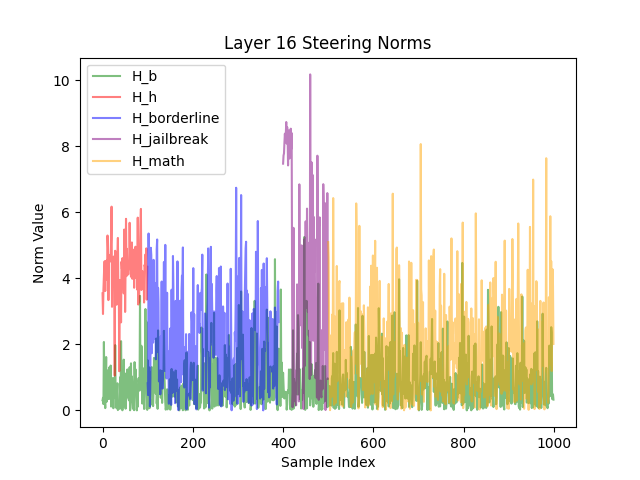 Layer 16 Steering Norms
H_b
H_h
H_borderline
H_jailbreak
H_math
Norm Value
10
8
6
4
2
0
0 200 400 600 800 1000
Sample Index